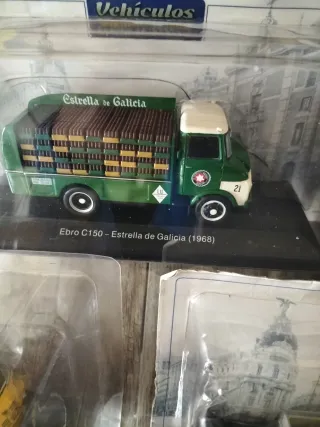 Vehículos
Estrella de Galicia
21
Ebro C150 - Estrella de Galicia (1968)